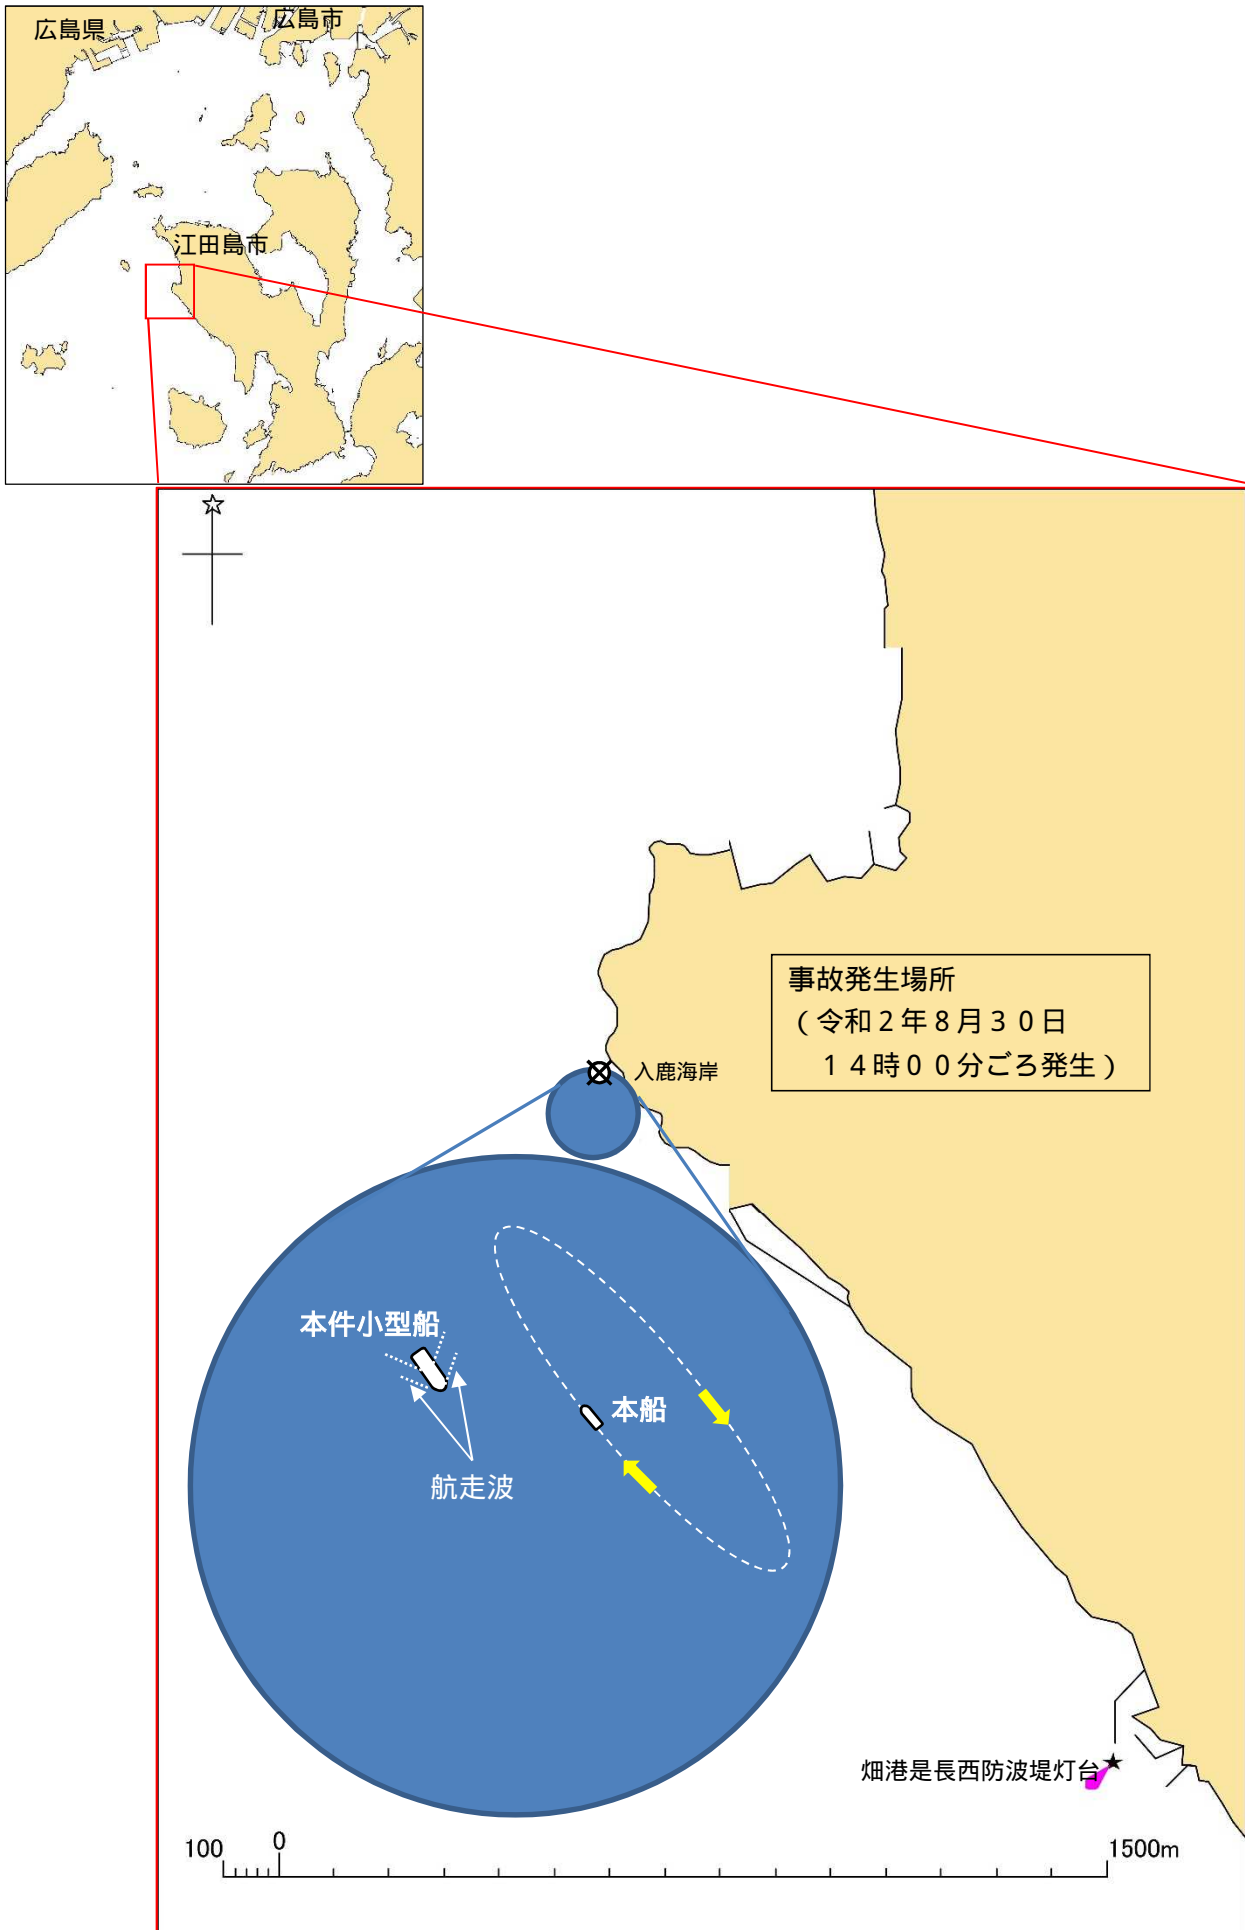 広島県
広島市
江田島市
事故発生場所
（令和２年８月３０日
１４時００分ごろ発生）
入鹿海岸
本件小型船
本船
航走波
畑港是長西防波堤灯台
100 0 1500m